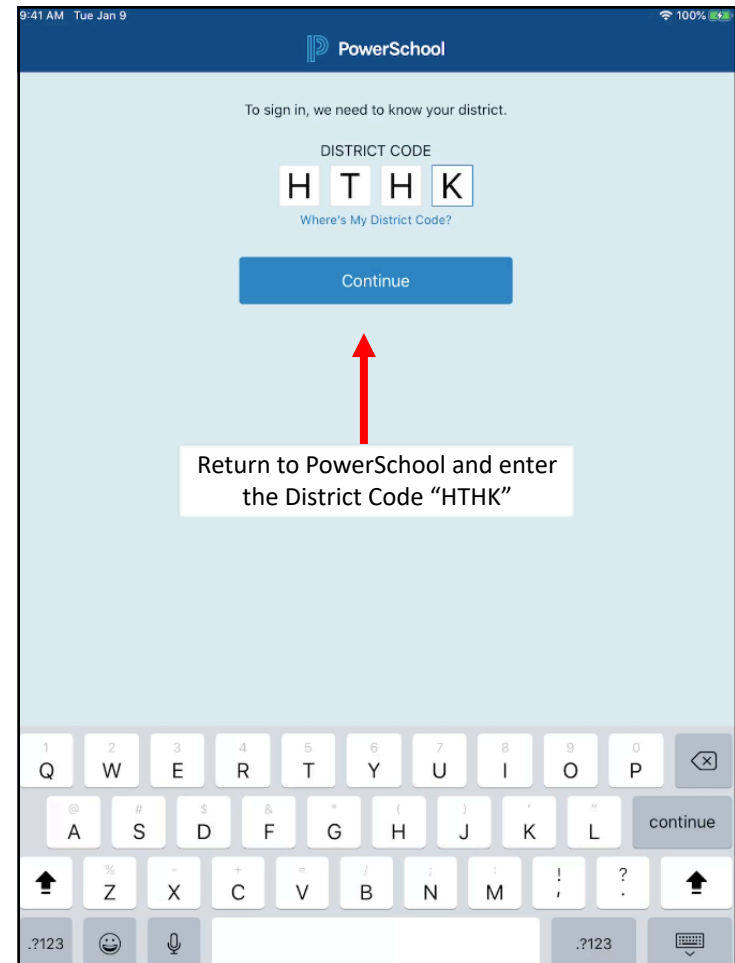 9:41 AM Tue Jan 9 100%
PowerSchool
To sign in, we need to know your district.
DISTRICT CODE
H T H K
Where's My District Code?
Continue
Return to PowerSchool and enter
the District Code “HTHK”
1 2 3 4 5 6 7 8 9 0
Q W E R T Y U I O P
@ # $ & * ( ) ' "
A S D F G H J K L continue
% - + = / ; : ! ?
Z X C V B N M , .
.?123 .?123